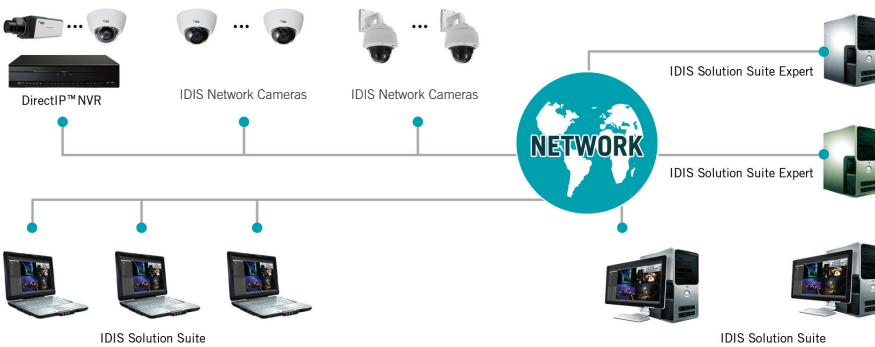 DirectIP™ NVR
IDIS Network Cameras
IDIS Network Cameras
IDIS Solution Suite Expert
NETWORK
IDIS Solution Suite Expert
IDIS Solution Suite
IDIS Solution Suite